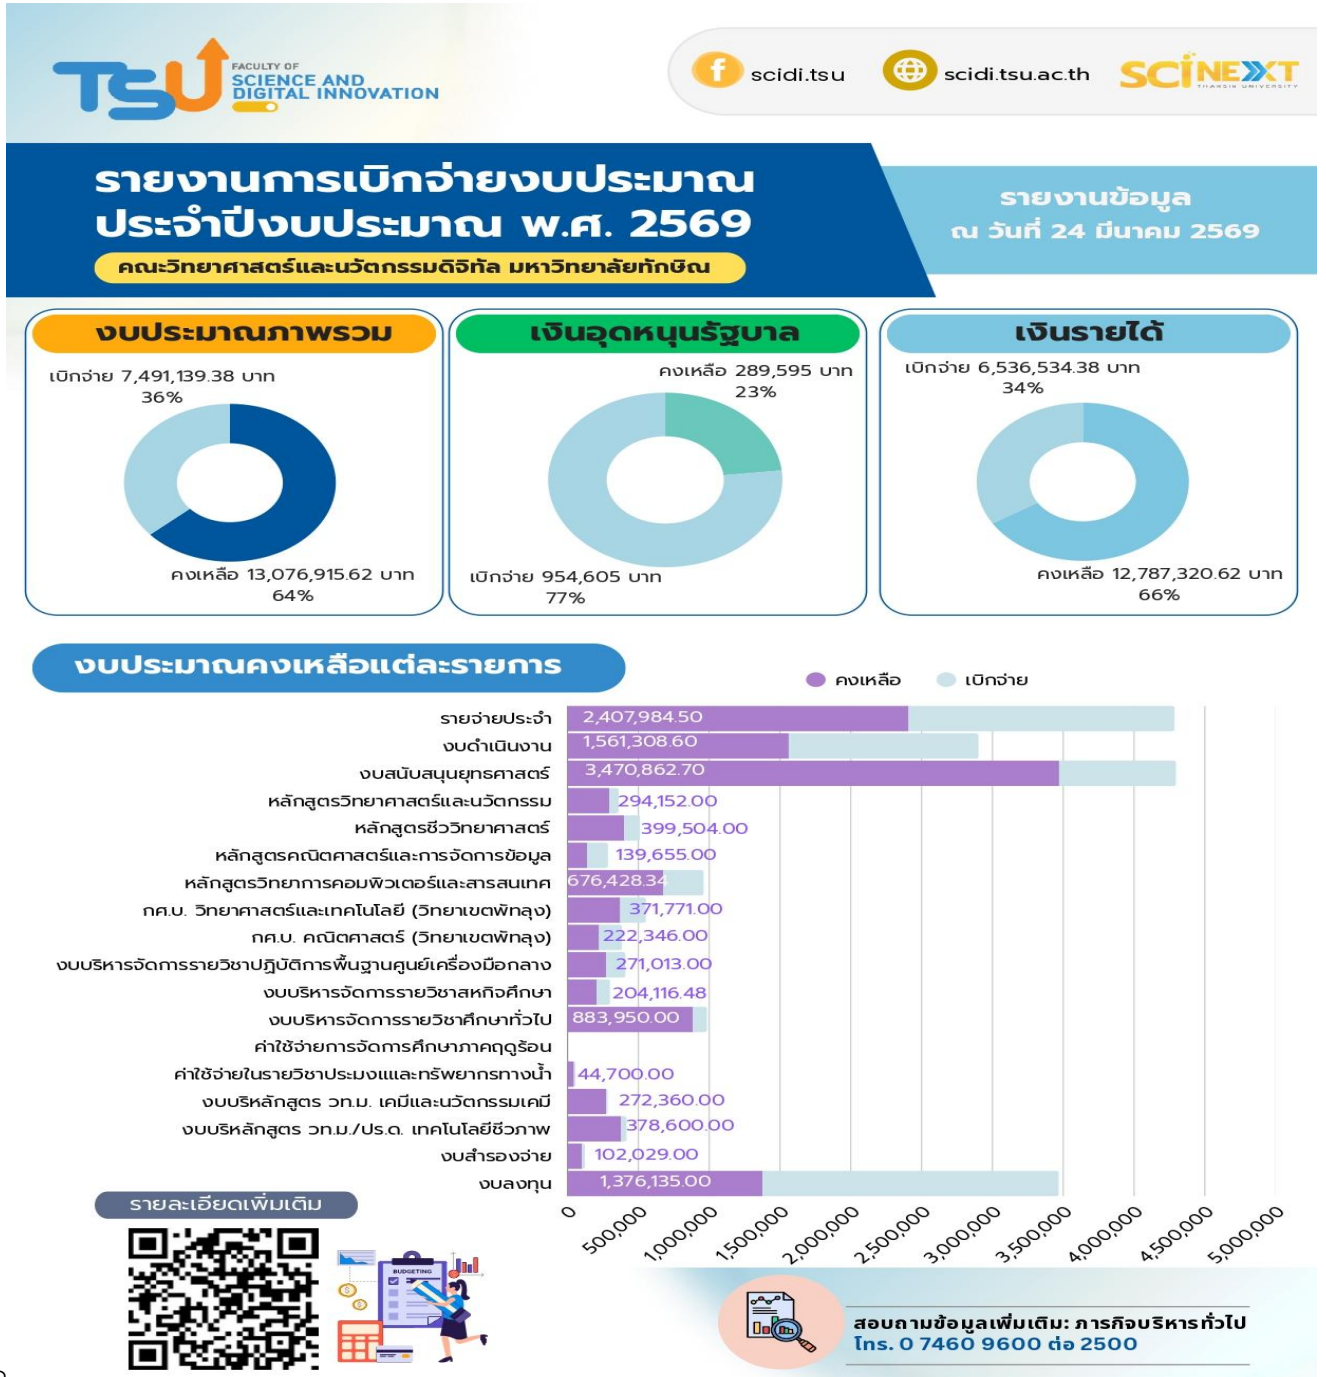 TSU
FACULTY OF
SCIENCE AND
DIGITAL INNOVATION
scidi.tsu
scidi.tsu.ac.th
SCiNEXT
THAKSIN UNIVERSITY
รายงานการเบิกจ่ายงบประมาณ
ประจำปีงบประมาณ พ.ศ. 2569
คณะวิทยาศาสตร์และนวัตกรรมดิจิทัล มหาวิทยาลัยทักษิณ
รายงานข้อมูล
ณ วันที่ 24 มีนาคม 2569
งบประมาณภาพรวม
เบิกจ่าย 7,491,139.38 บาท
36%
คงเหลือ 13,076,915.62 บาท
64%
เงินอุดหนุนรัฐบาล
คงเหลือ 289,595 บาท
23%
เบิกจ่าย 954,605 บาท
77%
เงินรายได้
เบิกจ่าย 6,536,534.38 บาท
34%
คงเหลือ 12,787,320.62 บาท
66%
งบประมาณคงเหลือแต่ละรายการ
คงเหลือ เบิกจ่าย
รายจ่ายประจำ 2,407,984.50
งบดำเนินงาน 1,561,308.60
งบสนับสนุนยุทธศาสตร์ 3,470,862.70
หลักสูตรวิทยาศาสตร์และนวัตกรรม 294,152.00
หลักสูตรชีววิทยาศาสตร์ 399,504.00
หลักสูตรคณิตศาสตร์และการจัดการข้อมูล 139,655.00
หลักสูตรวิทยาการคอมพิวเตอร์และสารสนเทศ 676,428.34
กศ.บ. วิทยาศาสตร์และเทคโนโลยี (วิทยาเขตพัทลุง) 371,771.00
กศ.บ. คณิตศาสตร์ (วิทยาเขตพัทลุง) 222,346.00
งบบริหารจัดการรายวิชาปฏิบัติการพื้นฐานศูนย์เครื่องมือกลาง 271,013.00
งบบริหารจัดการรายวิชาสหกิจศึกษา 204,116.48
งบบริหารจัดการรายวิชาศึกษาทั่วไป 883,950.00
ค่าใช้จ่ายการจัดการศึกษาภาคฤดูร้อน
ค่าใช้จ่ายในรายวิชาประมงแและทรัพยากรทางน้ำ 44,700.00
งบบริหลักสูตร วท.ม. เคมีและนวัตกรรมเคมี 272,360.00
งบบริหลักสูตร วท.ม./ปร.ด. เทคโนโลยีชีวภาพ 378,600.00
งบสำรองจ่าย 102,029.00
งบลงทุน 1,376,135.00
0 500,000 1,000,000 1,500,000 2,000,000 2,500,000 3,000,000 3,500,000 4,000,000 4,500,000 5,000,000
รายละเอียดเพิ่มเติม
BUDGETING
สอบถามข้อมูลเพิ่มเติม: ภารกิจบริหารทั่วไป
โทร. 0 7460 9600 ต่อ 2500